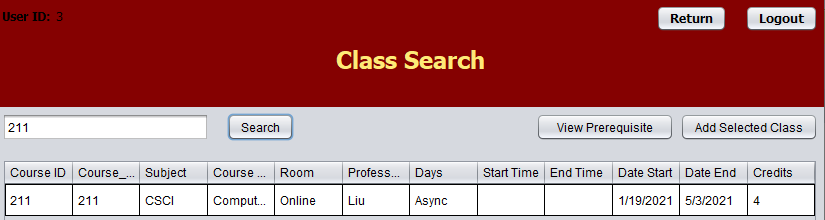 User ID: 3
Return
Logout
Class Search
211
Search
View Prerequisite
Add Selected Class
Course ID Course_... Subject Course ... Room Profess... Days Start Time End Time Date Start Date End Credits
211 211 CSCI Comput... Online Liu Async 1/19/2021 5/3/2021 4